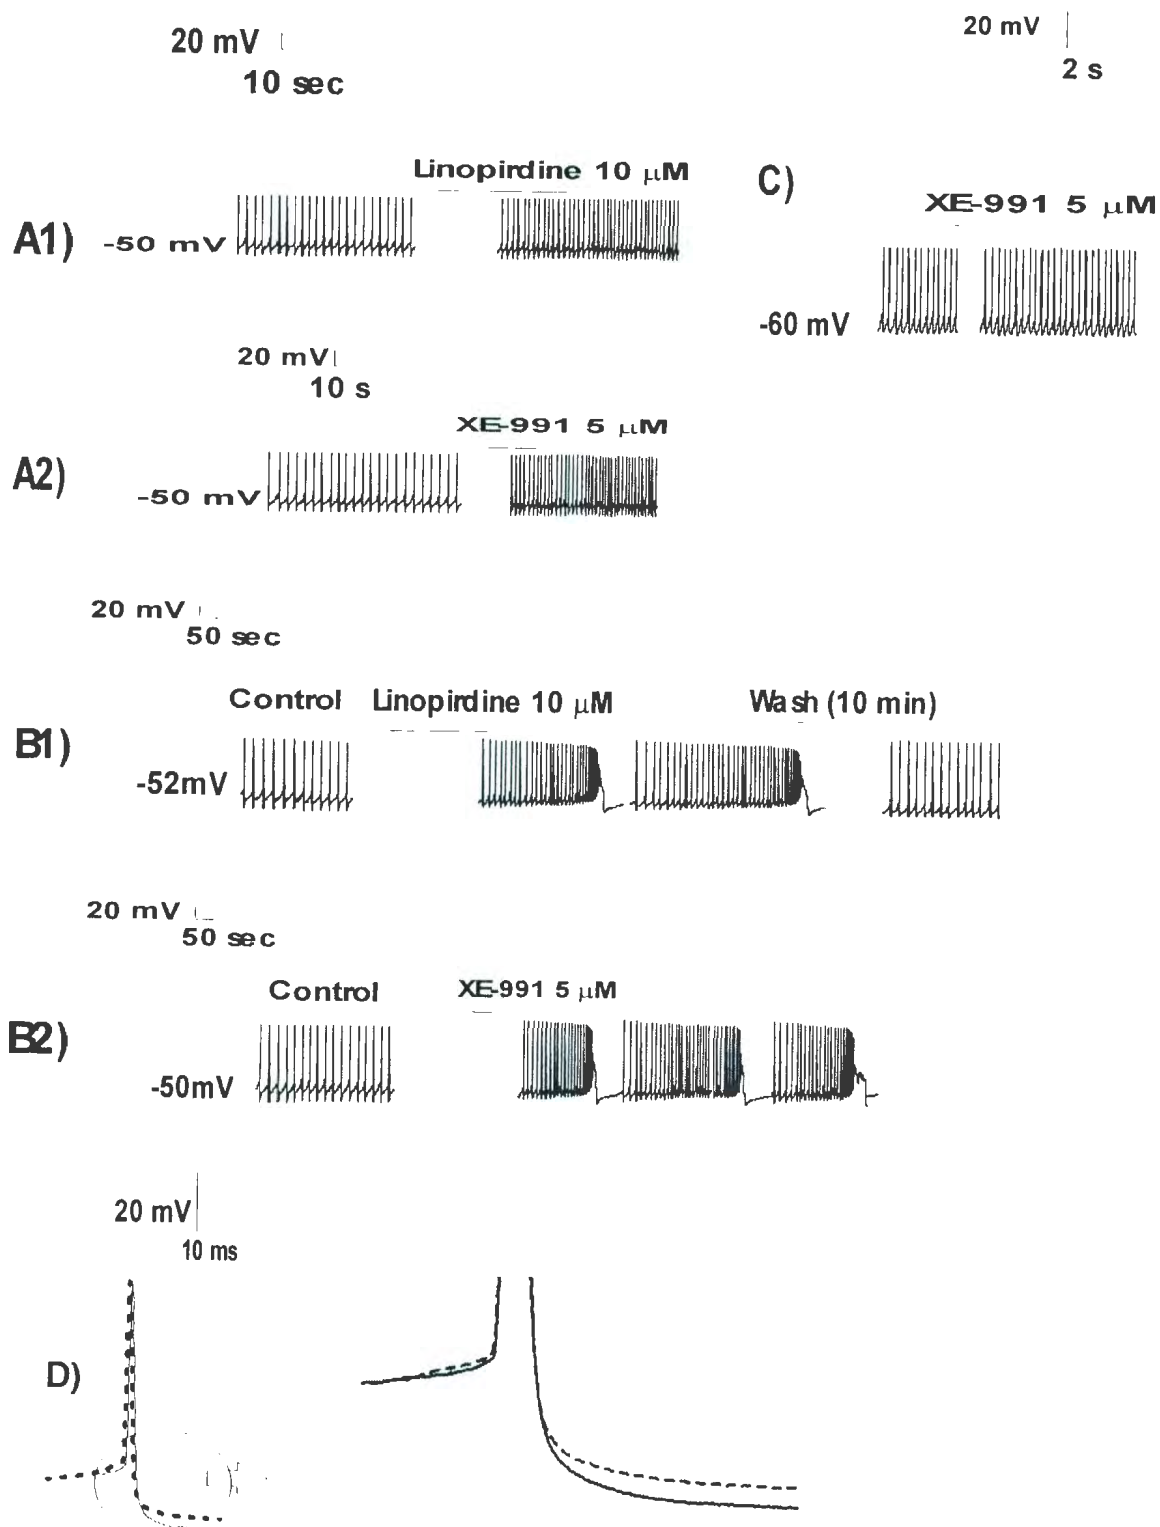 20 mV
10 sec
20 mV
2 s
Linopirdine 10 μM
A1)
-50 mV
C)
XE-991 5 μM
-60 mV
20 mV
10 s
XE-991 5 μM
A2)
-50 mV
20 mV
50 sec
Control
Linopirdine 10 μM
Wash (10 min)
B1)
-52mV
20 mV
50 sec
Control
XE-991 5 μM
B2)
-50mV
20 mV
10 ms
D)